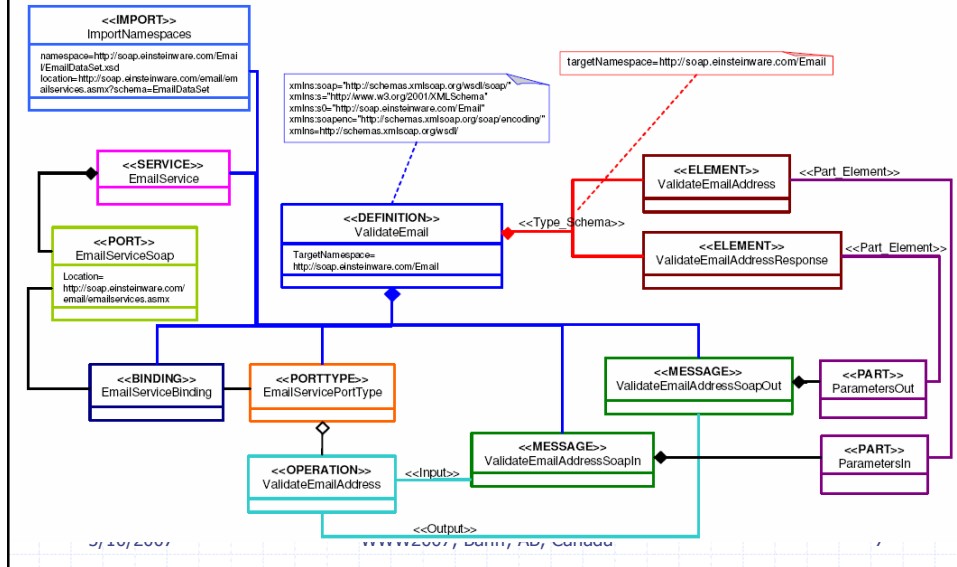 <<IMPORT>>
ImportNamespaces
namespace=http://soap.einsteinware.com/Emai
l/EmailDataSet.xsd
location=http://soap.einsteinware.com/email/em
ailservices.asmx?schema=EmailDataSet
xmlns:soap="http://schemas.xmlsoap.org/wsdl/soap/"
xmlns:s="http://www.w3.org/2001/XMLSchema"
xmlns:s0="http://soap.einsteinware.com/Email"
xmlns:soapenc="http://schemas.xmlsoap.org/soap/encoding/"
xmlns=http://schemas.xmlsoap.org/wsdl/
targetNamespace=http://soap.einsteinware.com/Email
<<SERVICE>>
EmailService
<<ELEMENT>>
ValidateEmailAddress
<<Part_Element>>
<<DEFINITION>>
ValidateEmail
TargetNamespace=
http://soap.einsteinware.com/Email
<<Type_Schema>>
<<PORT>>
EmailServiceSoap
Location=
http://soap.einsteinware.com/
email/emailservices.asmx
<<ELEMENT>>
ValidateEmailAddressResponse
<<Part_Element>>
<<BINDING>>
EmailServiceBinding
<<PORTTYPE>>
EmailServicePortType
<<MESSAGE>>
ValidateEmailAddressSoapOut
<<PART>>
ParametersOut
<<OPERATION>>
ValidateEmailAddress
<<Input>>
<<MESSAGE>>
ValidateEmailAddressSoapIn
<<PART>>
ParametersIn
<<Output>>
WWW2007, Banff, AB, Canada